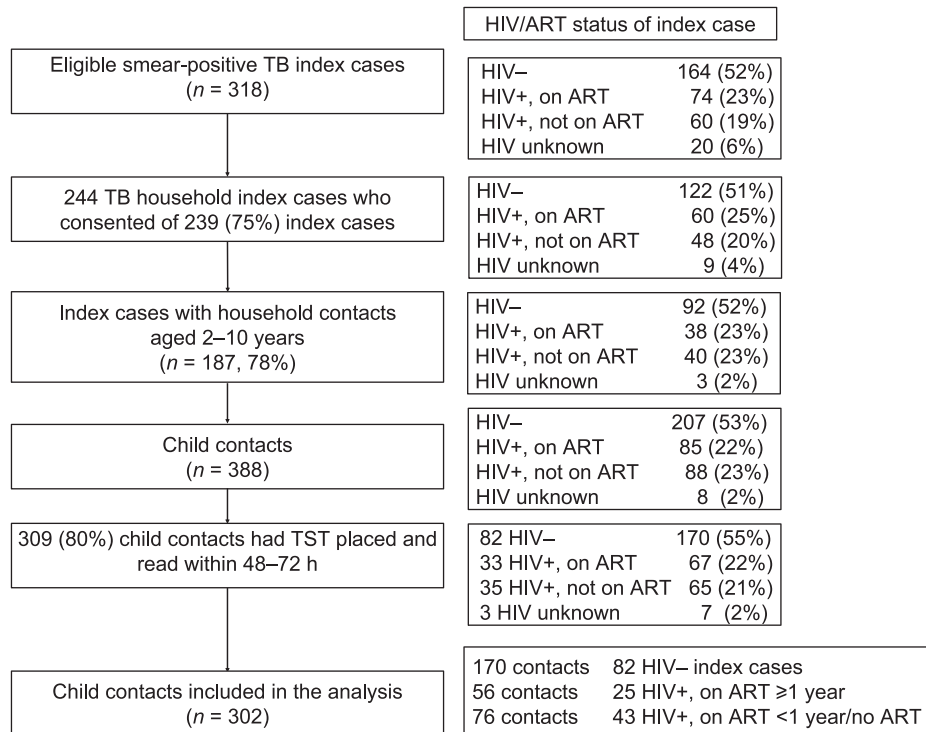 HIV/ART status of index case
Eligible smear-positive TB index cases
(n = 318)
HIV– 164 (52%)
HIV+, on ART 74 (23%)
HIV+, not on ART 60 (19%)
HIV unknown 20 (6%)
244 TB household index cases who
consented of 239 (75%) index cases
HIV– 122 (51%)
HIV+, on ART 60 (25%)
HIV+, not on ART 48 (20%)
HIV unknown 9 (4%)
Index cases with household contacts
aged 2–10 years
(n = 187, 78%)
HIV– 92 (52%)
HIV+, on ART 38 (23%)
HIV+, not on ART 40 (23%)
HIV unknown 3 (2%)
Child contacts
(n = 388)
HIV– 207 (53%)
HIV+, on ART 85 (22%)
HIV+, not on ART 88 (23%)
HIV unknown 8 (2%)
309 (80%) child contacts had TST placed and
read within 48–72 h
82 HIV– 170 (55%)
33 HIV+, on ART 67 (22%)
35 HIV+, not on ART 65 (21%)
3 HIV unknown 7 (2%)
Child contacts included in the analysis
(n = 302)
170 contacts 82 HIV– index cases
56 contacts 25 HIV+, on ART ≥1 year
76 contacts 43 HIV+, on ART <1 year/no ART